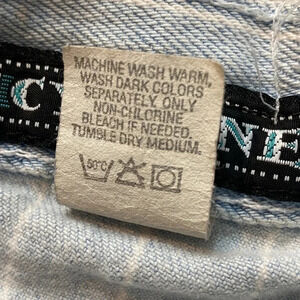 MACHINE WASH WARM,
WASH DARK COLORS
SEPARATELY, ONLY
NON-CHLORINE
BLEACH IF NEEDED.
TUMBLE DRY MEDIUM.
50°C